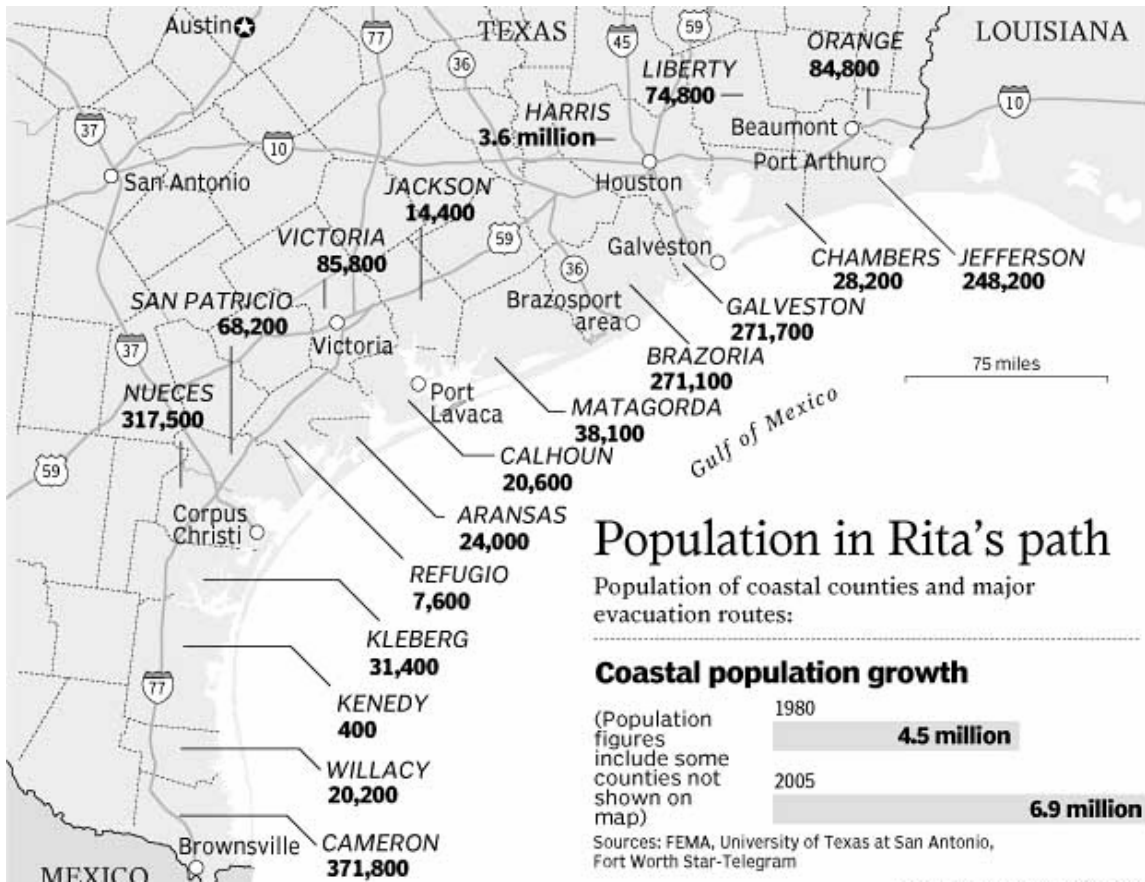 Austin
TEXAS
LOUISIANA
77
45
59
36
37
10
10
ORANGE
84,800
LIBERTY
74,800
HARRIS
3.6 million
Beaumont
Port Arthur
San Antonio
Houston
JACKSON
14,400
VICTORIA
85,800
59
Galveston
CHAMBERS
28,200
JEFFERSON
248,200
SAN PATRICIO
68,200
36
Brazosport
area
GALVESTON
271,700
Victoria
37
BRAZORIA
271,100
75 miles
NUECES
317,500
Port
Lavaca
MATAGORDA
38,100
Gulf of Mexico
59
CALHOUN
20,600
Corpus
Christi
ARANSAS
24,000
REFUGIO
7,600
KLEBERG
31,400
77
KENEDY
400
WILLACY
20,200
Brownsville
CAMERON
371,800
MEXICO
Population in Rita's path
Population of coastal counties and major
evacuation routes:
Coastal population growth
(Population
figures
include some
counties not
shown on
map)
1980
4.5 million
2005
6.9 million
Sources: FEMA, University of Texas at San Antonio,
Fort Worth Star-Telegram